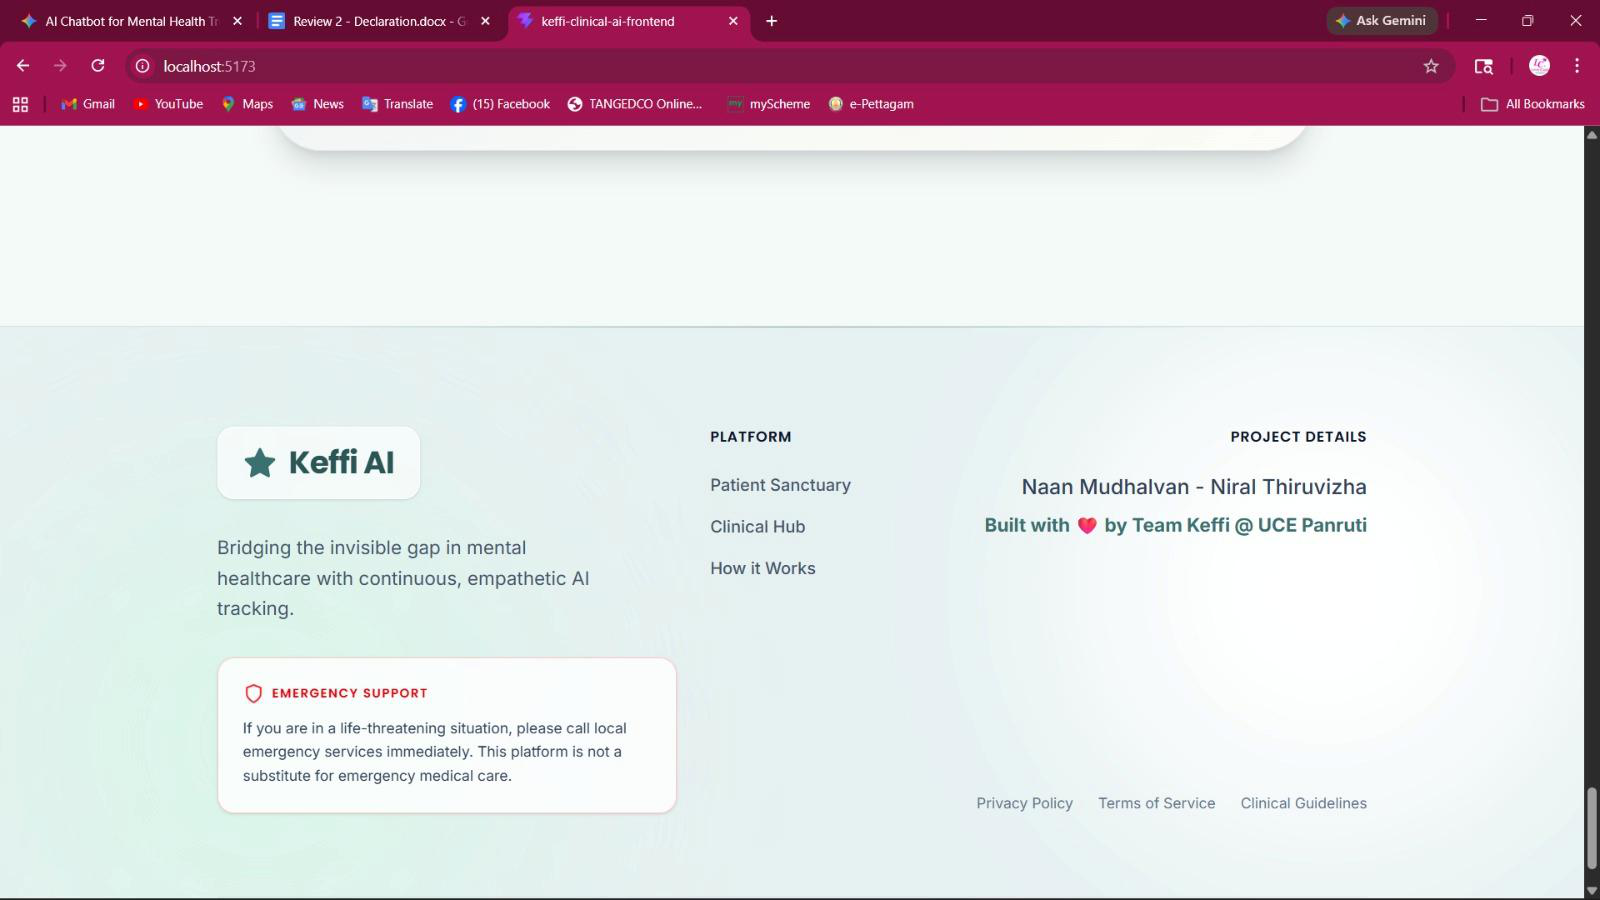 AI Chatbot for Mental Health Tr
Review 2 - Declaration.docx - G
keffi-clinical-ai-frontend
Ask Gemini
localhost:5173
Gmail
YouTube
Maps
News
Translate
(15) Facebook
TANGEDCO Online...
myScheme
e-Pettagam
All Bookmarks
Keffi AI
Bridging the invisible gap in mental
healthcare with continuous, empathetic AI
tracking.
EMERGENCY SUPPORT
If you are in a life-threatening situation, please call local
emergency services immediately. This platform is not a
substitute for emergency medical care.
PLATFORM
Patient Sanctuary
Clinical Hub
How it Works
PROJECT DETAILS
Naan Mudhalvan - Niral Thiruvizha
Built with ❤️ by Team Keffi @ UCE Panruti
Privacy Policy
Terms of Service
Clinical Guidelines